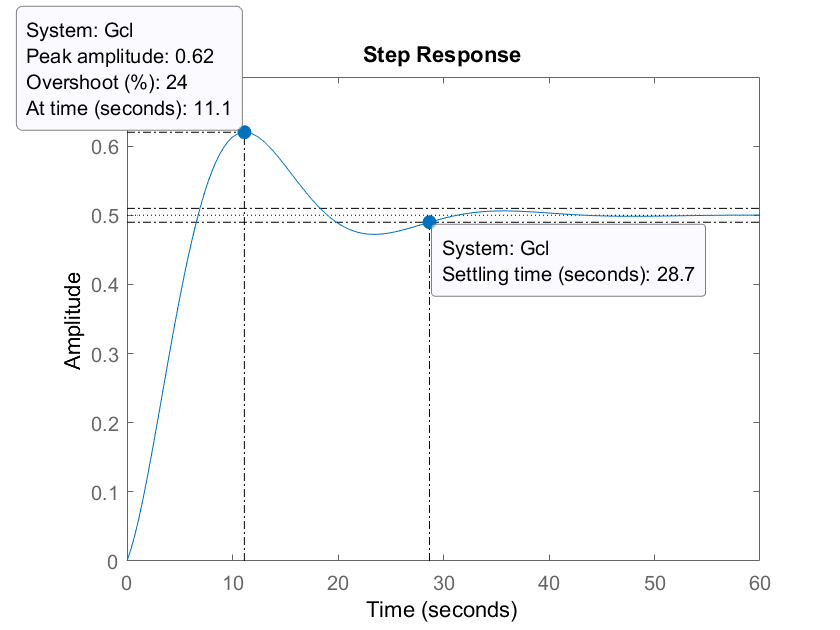 System: Gcl
Peak amplitude: 0.62
Overshoot (%): 24
At time (seconds): 11.1
Step Response
0.6
0.5
0.4
0.3
0.2
0.1
0
Amplitude
System: Gcl
Settling time (seconds): 28.7
0 10 20 30 40 50 60
Time (seconds)